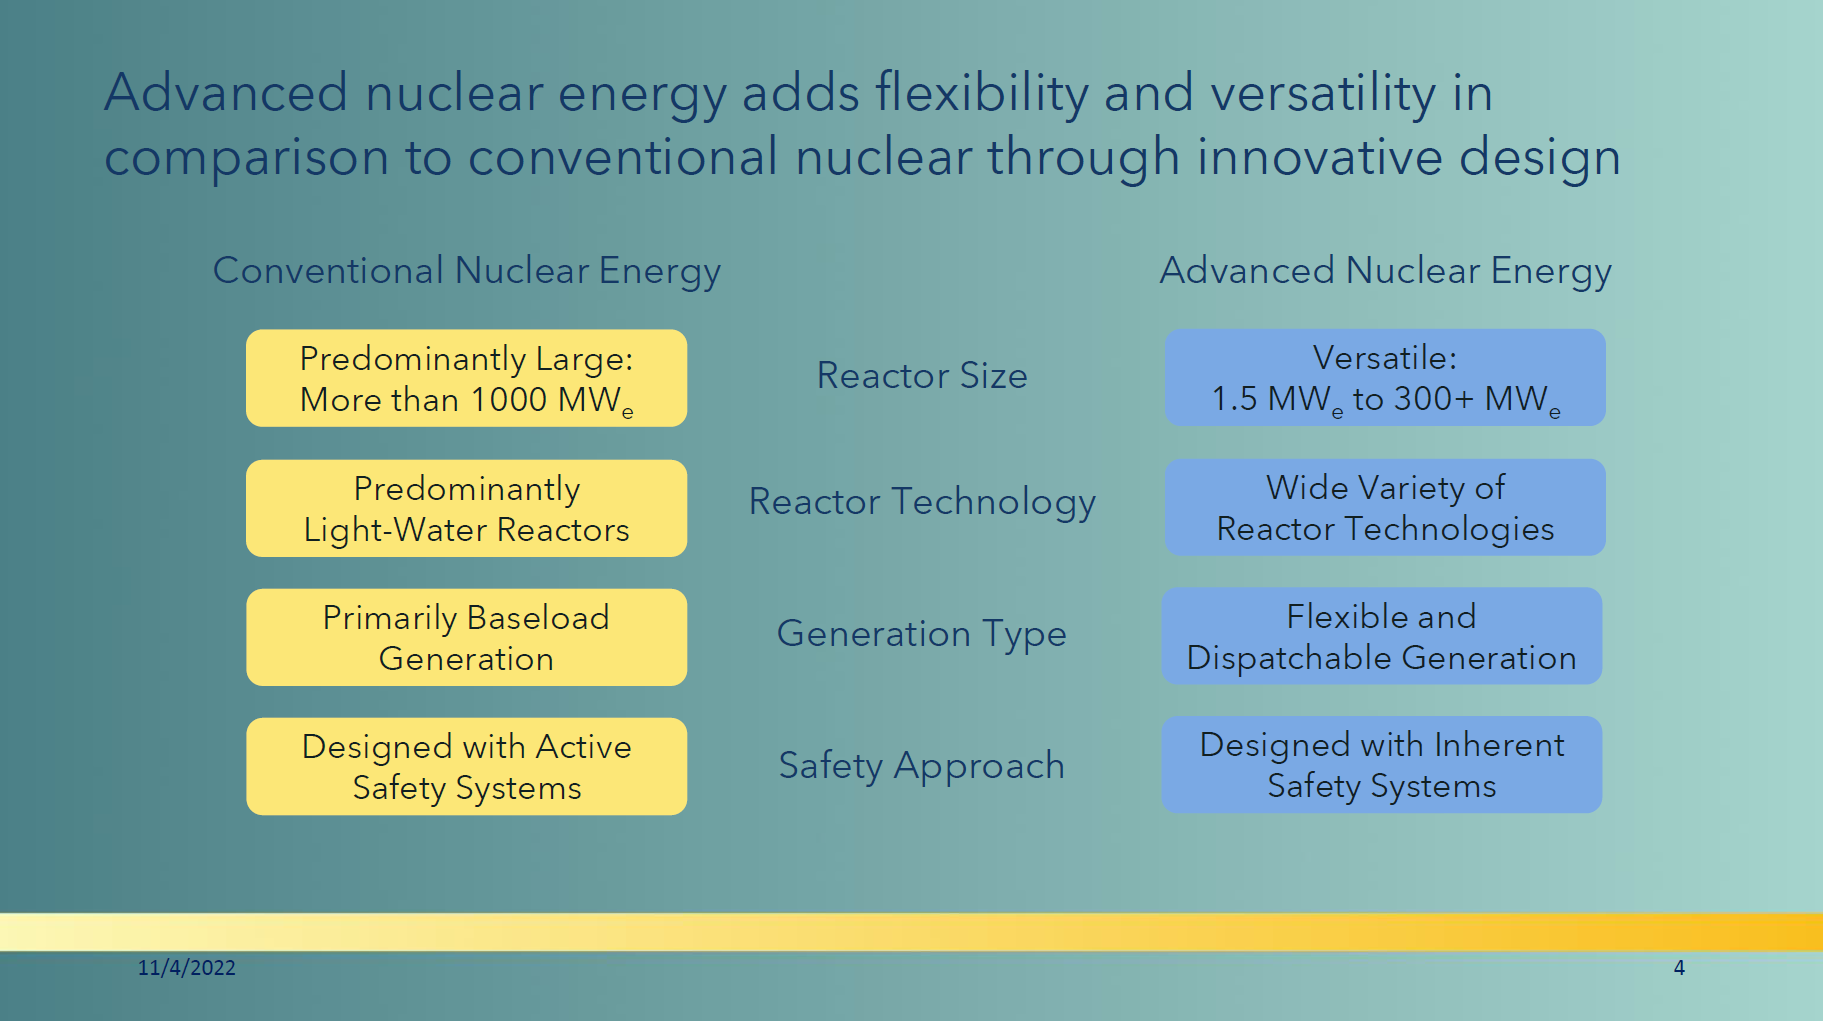 Advanced nuclear energy adds flexibility and versatility in
comparison to conventional nuclear through innovative design
Conventional Nuclear Energy
Advanced Nuclear Energy
Predominantly Large:
More than 1000 MWe
Reactor Size
Versatile:
1.5 MWe to 300+ MWe
Predominantly
Light-Water Reactors
Reactor Technology
Wide Variety of
Reactor Technologies
Primarily Baseload
Generation
Generation Type
Flexible and
Dispatchable Generation
Designed with Active
Safety Systems
Safety Approach
Designed with Inherent
Safety Systems
11/4/2022
4